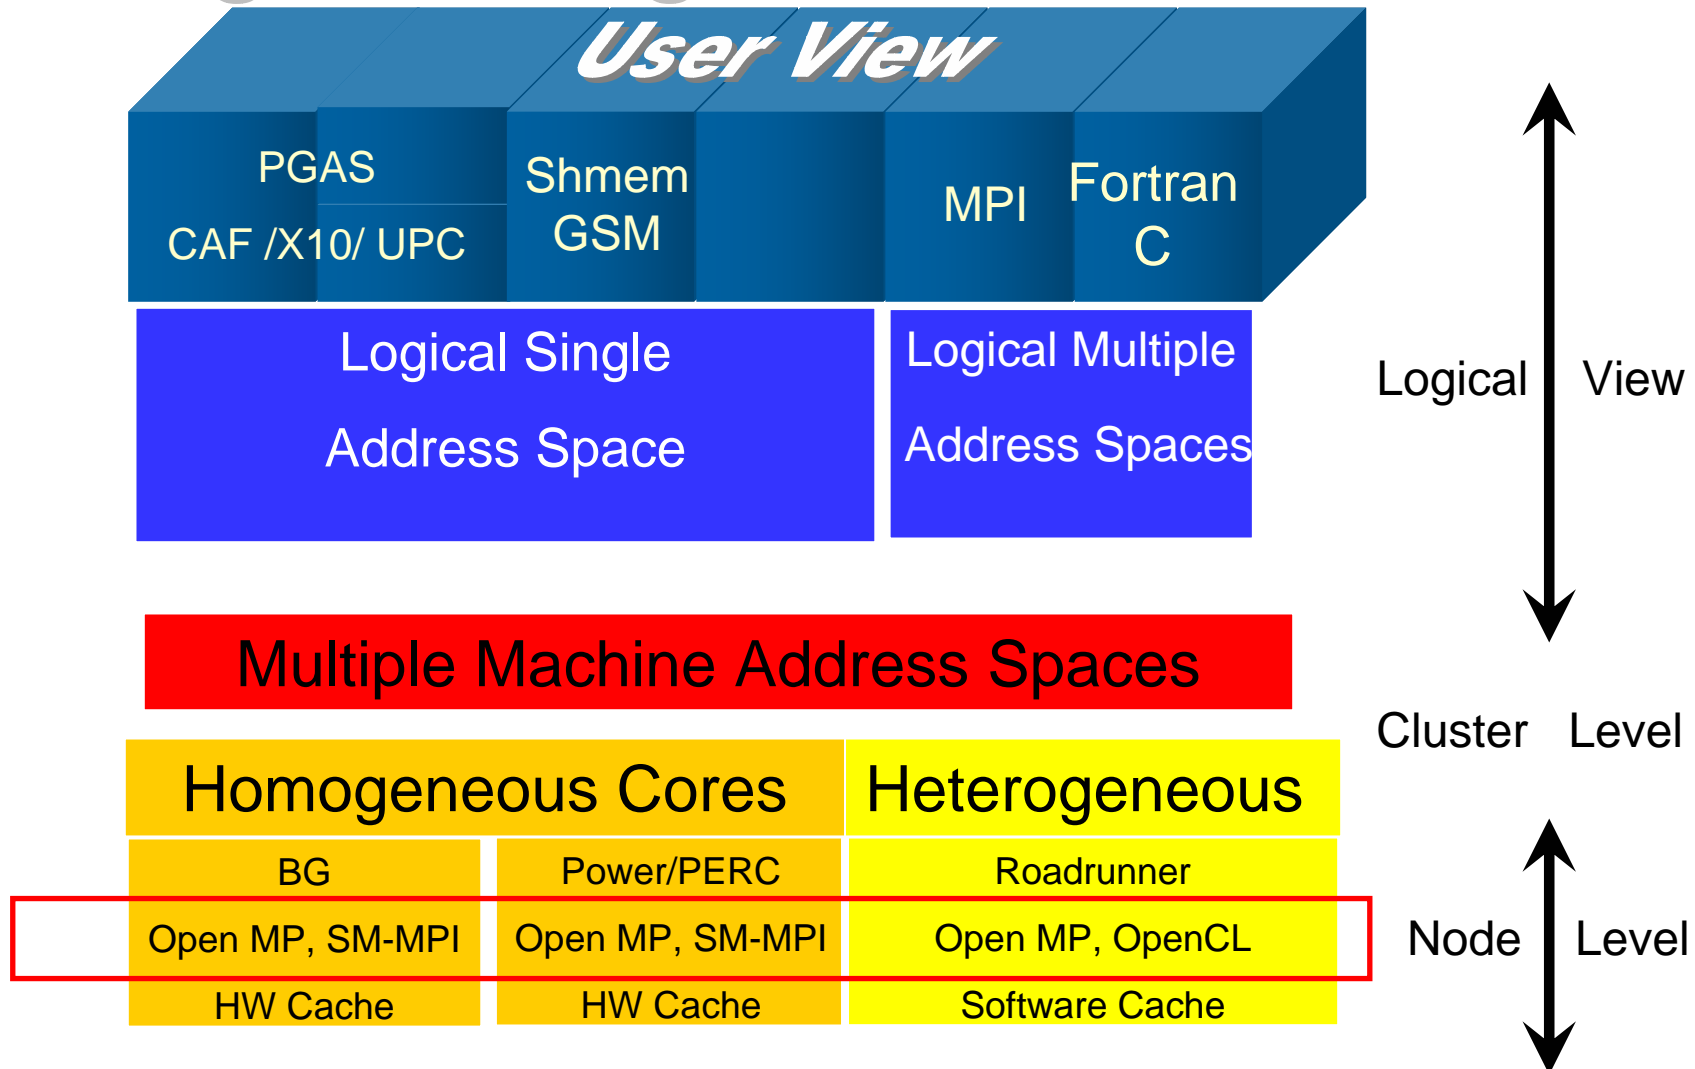 User View
PGAS
CAF /X10/ UPC
Shmem
GSM
MPI
Fortran
C
Logical Single
Address Space
Logical Multiple
Address Spaces
Logical View
Multiple Machine Address Spaces
Cluster Level
Homogeneous Cores
Heterogeneous
BG
Power/PERC
Roadrunner
Open MP, SM-MPI
Open MP, SM-MPI
Open MP, OpenCL
Node Level
HW Cache
HW Cache
Software Cache